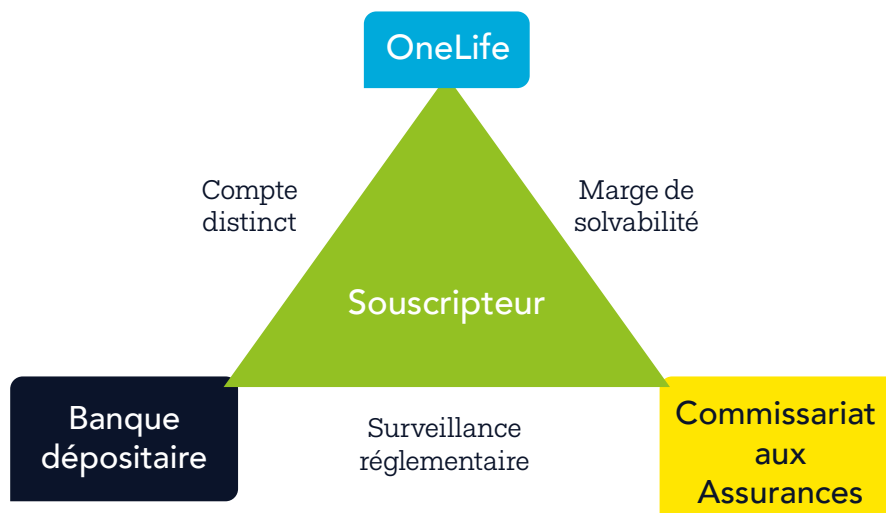 OneLife
Compte
distinct
Marge de
solvabilité
Souscripteur
Banque
dépositaire
Surveillance
réglementaire
Commissariat
aux
Assurances